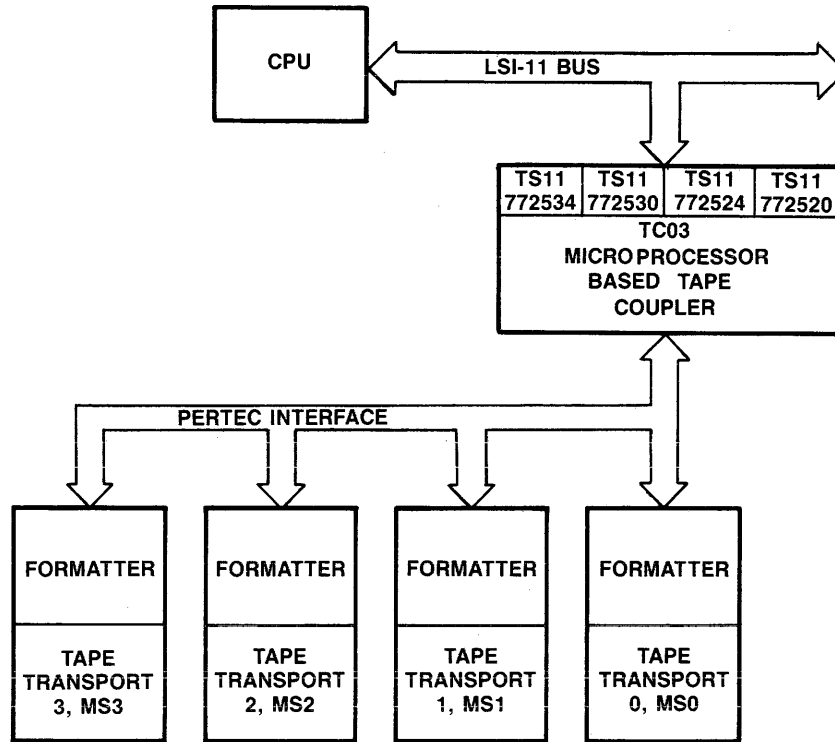 CPU
LSI-11 BUS
TS11 TS11 TS11 TS11
772534 772530 772524 772520
TC03
MICROPROCESSOR
BASED TAPE
COUPLER
PERTEC INTERFACE
FORMATTER FORMATTER FORMATTER FORMATTER
TAPE TAPE TAPE TAPE
TRANSPORT TRANSPORT TRANSPORT TRANSPORT
3, MS3 2, MS2 1, MS1 0, MS0